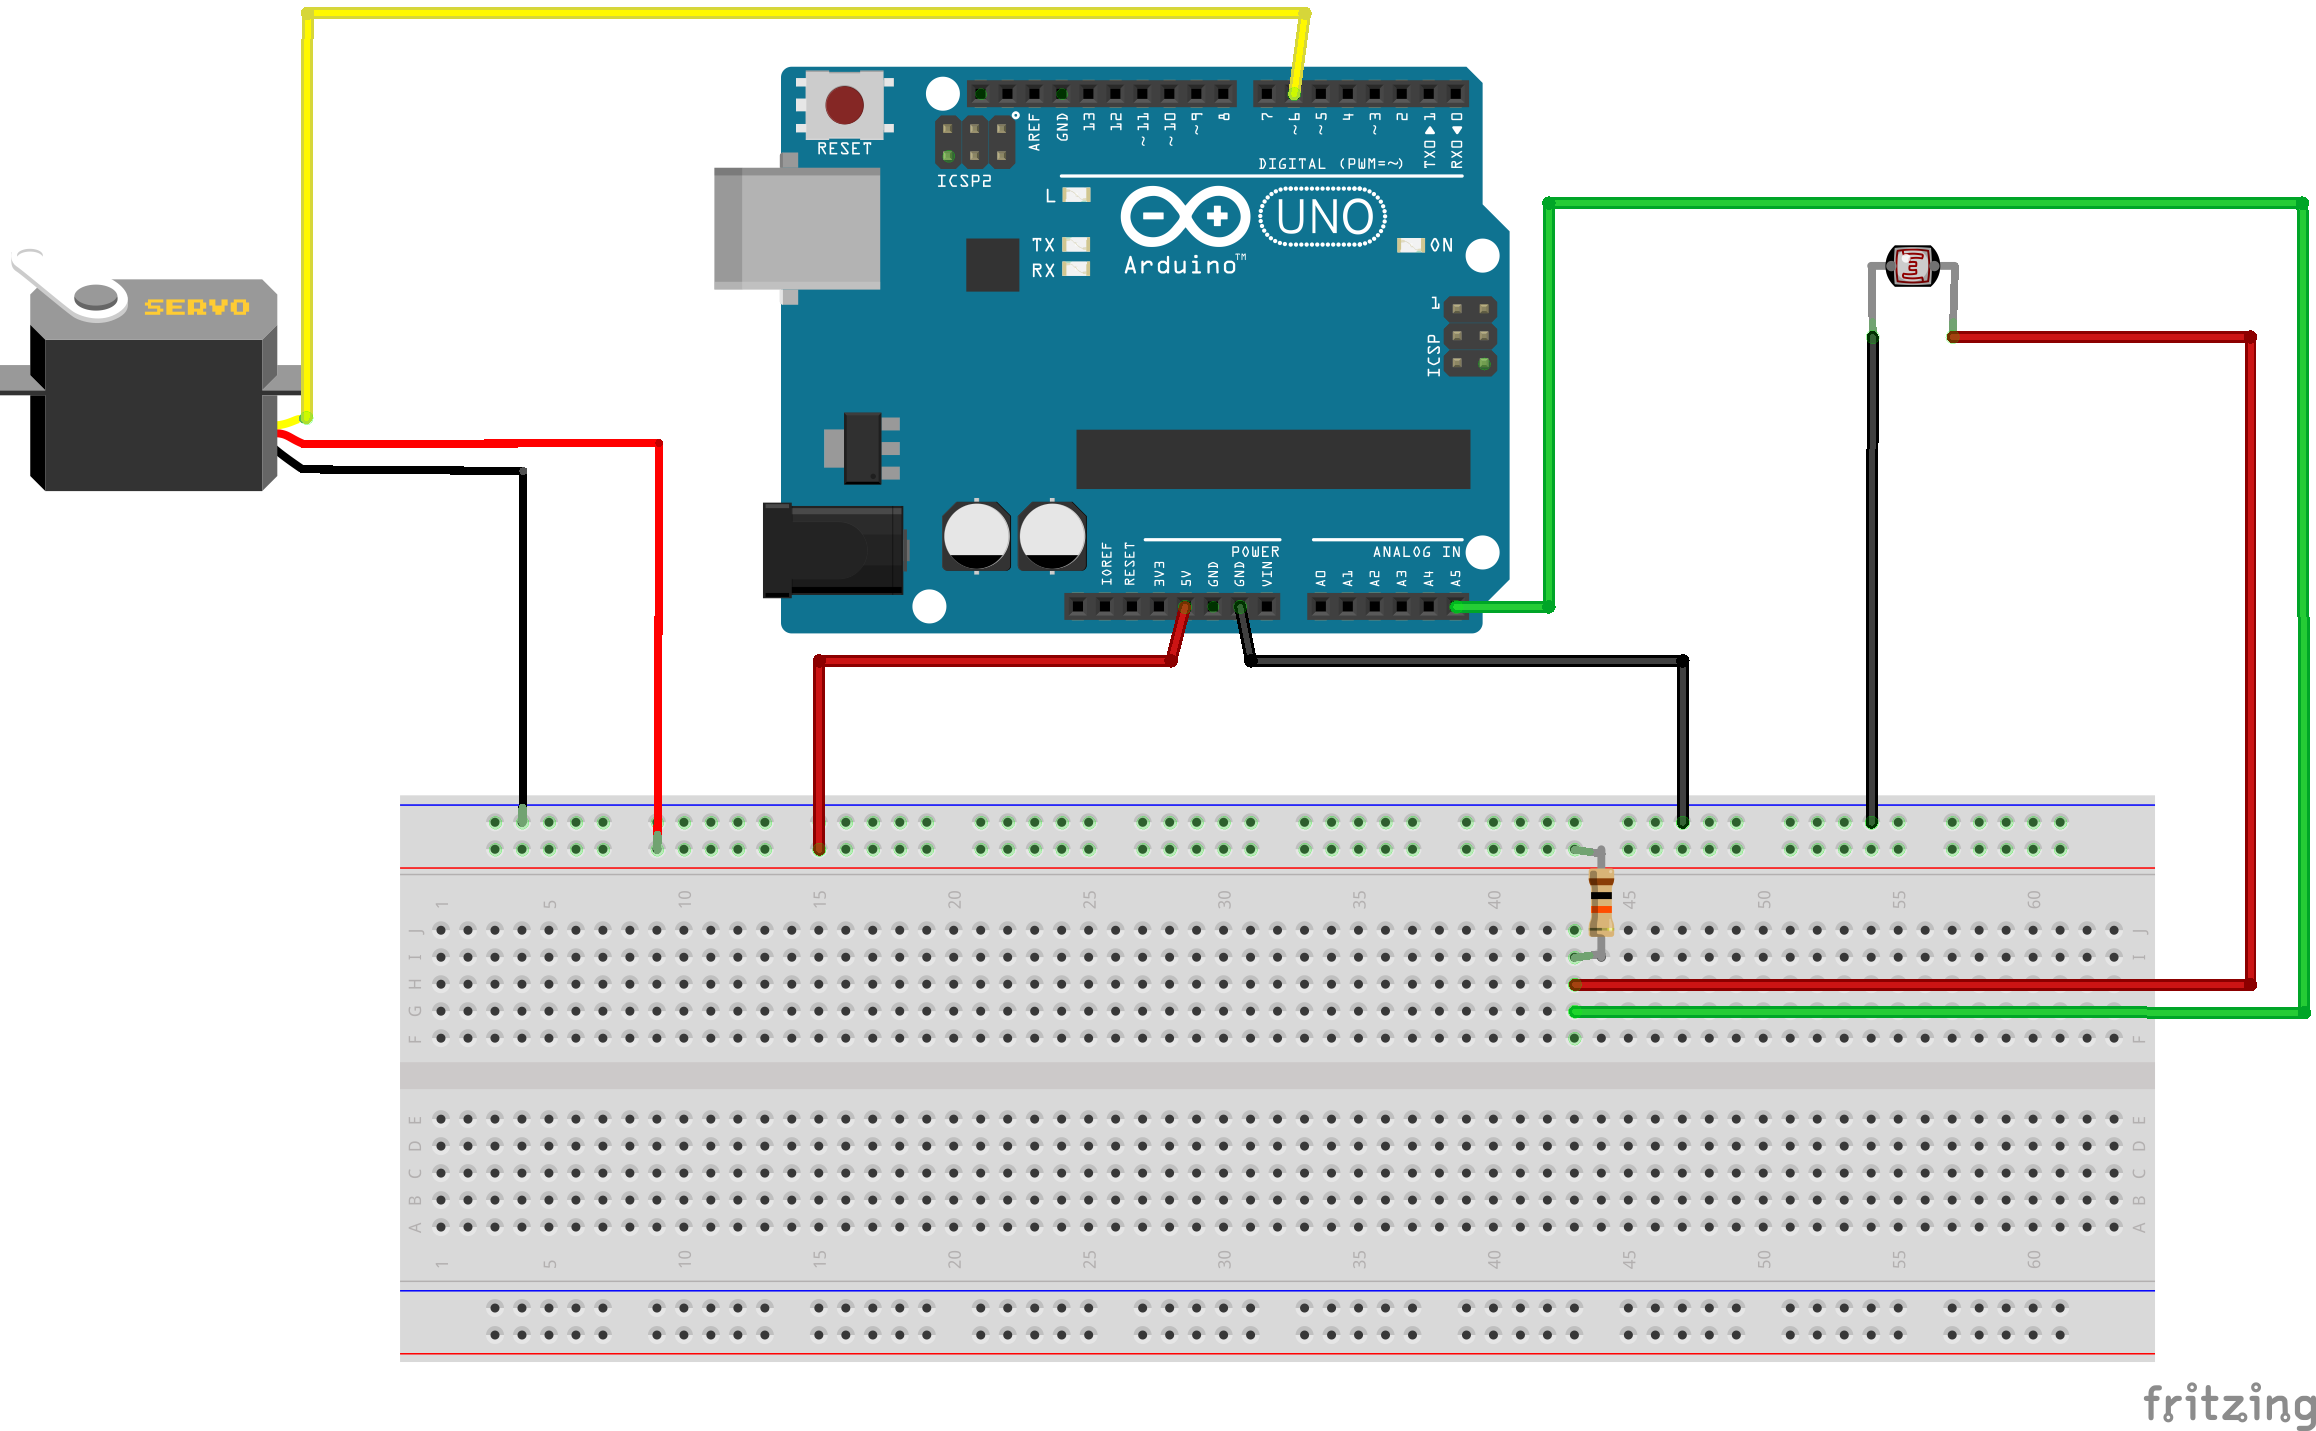 RESET
ICSP2
AREF
GND
13
12
~11
~10
~9
8
7
~6
~5
4
~3
2
TX0▶1
RX0◀0
DIGITAL (PWM=~)
L
TX
RX
UNO
ON
Arduino™
SERVO
1
ICSP
POWER
ANALOG IN
IOREF
RESET
3V3
5V
GND
GND
VIN
A0
A1
A2
A3
A4
A5
1 5 10 15 20 25 30 35 40 45 50 55 60
J J
I I
H
G
F F
E E
D D
C C
B B
A A
1 5 10 15 20 25 30 35 40 45 50 55 60
fritzing